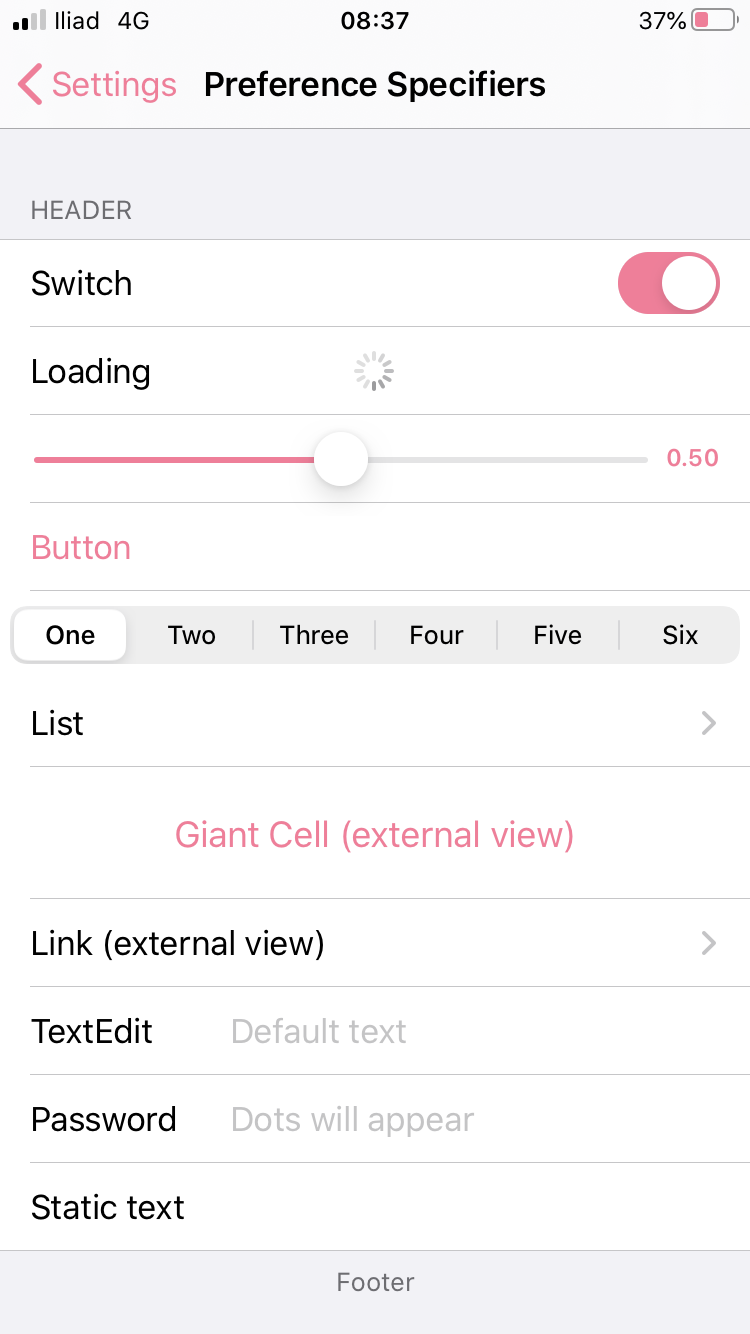 Iliad 4G 08:37 37%
Settings Preference Specifiers
HEADER
Switch
Loading
0.50
Button
One Two Three Four Five Six
List
Giant Cell (external view)
Link (external view)
TextEdit Default text
Password Dots will appear
Static text
Footer